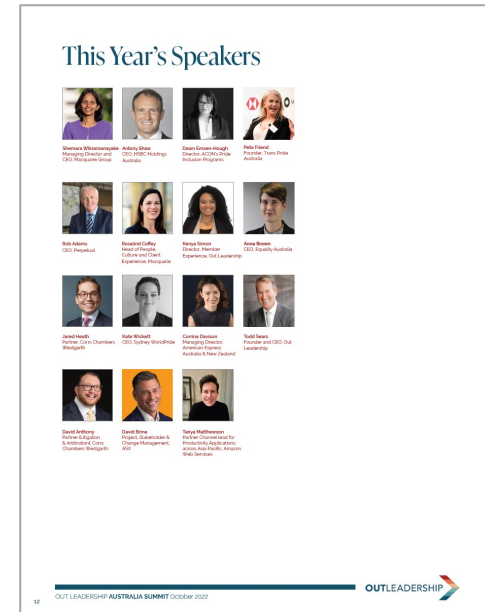 This Year's Speakers
Shemara Wikramanayake
Managing Director and
CEO, Macquarie Group
Antony Shaw
CEO, HSBC Holdings
Australia
Dawn Emsen-Hough
Director, ACON's Pride
Inclusion Programs
Peta Friend
Founder, Trans Pride
Australia
Rob Adams
CEO, Perpetual
Rosalind Coffey
Head of People,
Culture and Client
Experience, Macquarie
Kanya Simon
Director, Member
Experience, Out Leadership
Anna Brown
CEO, Equality Australia
Jared Heath
Partner, Corrs Chambers
Westgarth
Kate Wickett
CEO, Sydney WorldPride
Corrina Davison
Managing Director,
American Express
Australia & New Zealand
Todd Sears
Founder and CEO, Out
Leadership
David Anthony
Partner (Litigation
& Arbitration), Corrs
Chambers Westgarth
David Brine
Project, Stakeholder &
Change Management,
ASX
Tanya Matthewson
Partner Channel lead for
Productivity Applications
across Asia Pacific, Amazon
Web Services
12
OUT LEADERSHIP AUSTRALIA SUMMIT October 2022
OUTLEADERSHIP